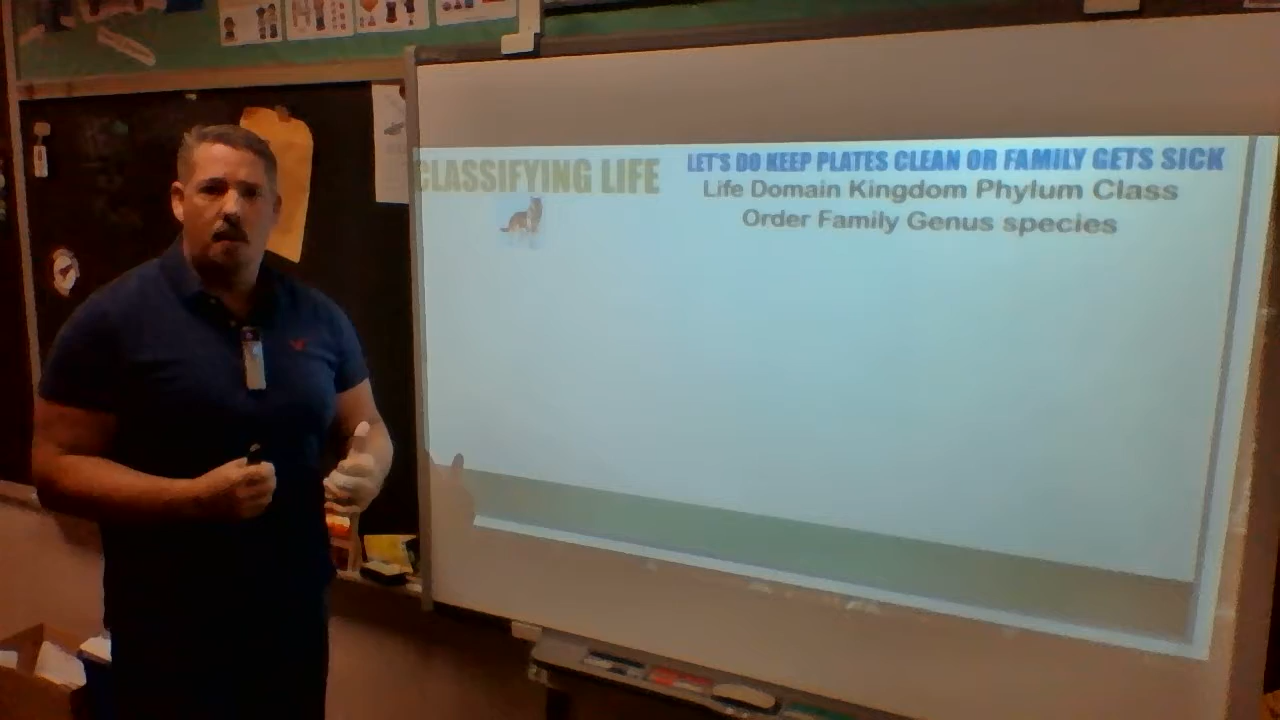 CLASSIFYING LIFE
LET'S DO KEEP PLATES CLEAN OR FAMILY GETS SICK
Life Domain Kingdom Phylum Class
Order Family Genus species